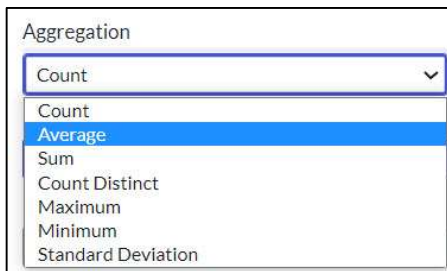 Aggregation
Count
Count
Average
Sum
Count Distinct
Maximum
Minimum
Standard Deviation